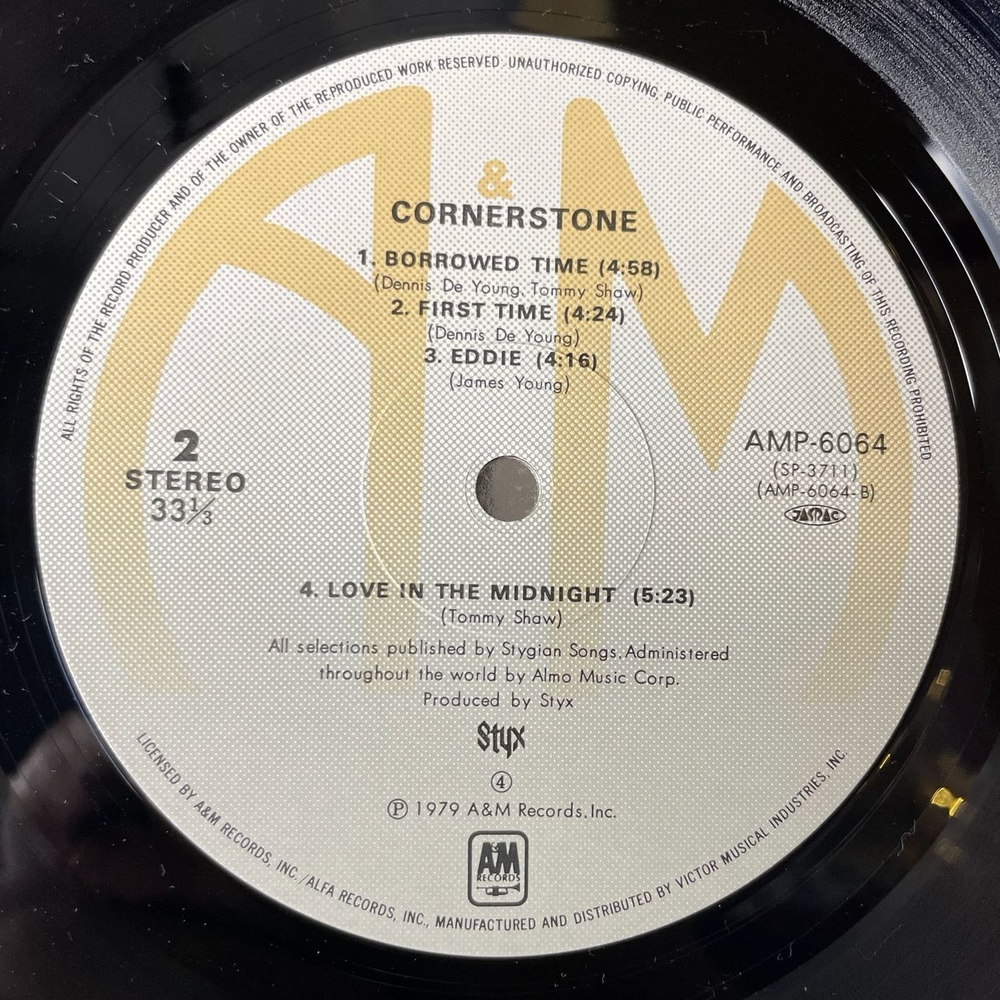 ALL RIGHTS OF THE RECORD PRODUCER AND OF THE OWNER OF THE REPRODUCED WORK RESERVED. UNAUTHORIZED COPYING, PUBLIC PERFORMANCE AND BROADCASTING OF THIS RECORDING PROHIBITED
A&M
CORNERSTONE
1. BORROWED TIME (4:58)
(Dennis De Young, Tommy Shaw)
2. FIRST TIME (4:24)
(Dennis De Young)
3. EDDIE (4:16)
(James Young)
2
STEREO
33⅓
AMP-6064
(SP-3711)
(AMP-6064-B)
JASRAC
4. LOVE IN THE MIDNIGHT (5:23)
(Tommy Shaw)
All selections published by Stygian Songs. Administered
throughout the world by Almo Music Corp.
Produced by Styx
Styx
④
Ⓟ 1979 A&M Records, Inc.
A&M
RECORDS
LICENSED BY A&M RECORDS, INC./ALFA RECORDS, INC., MANUFACTURED AND DISTRIBUTED BY VICTOR MUSICAL INDUSTRIES, INC.